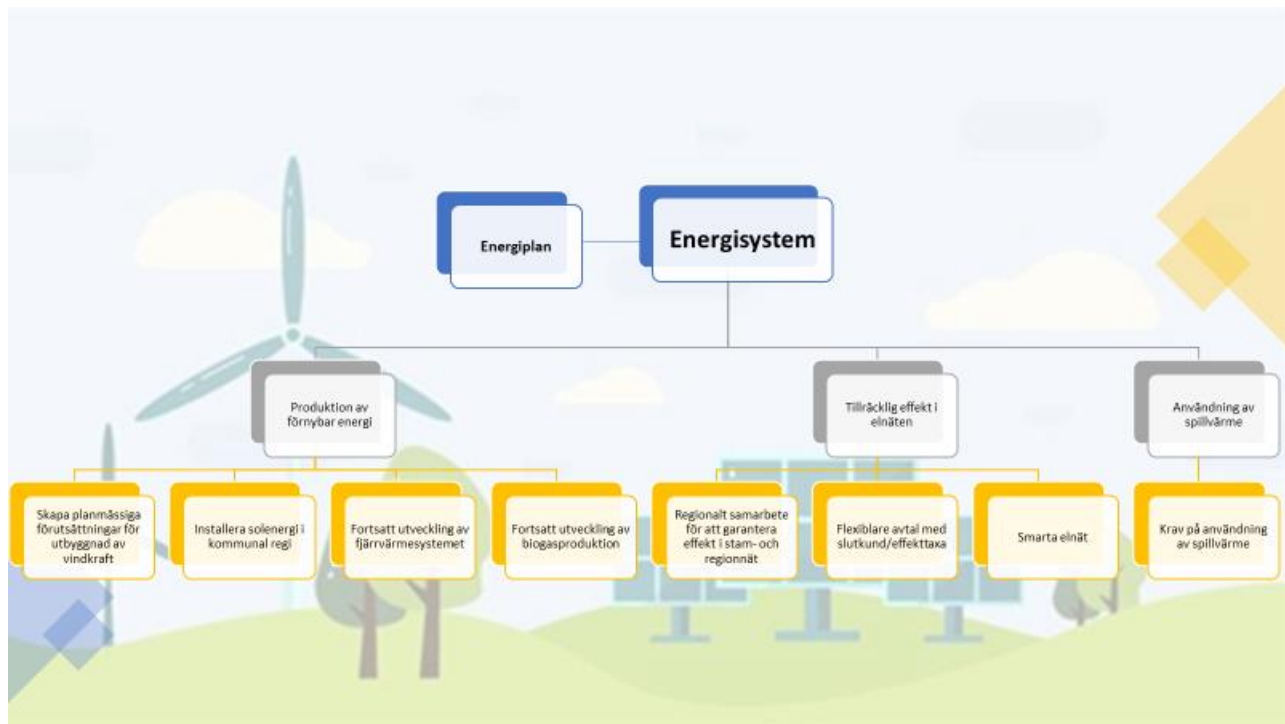 Energiplan
Energisystem
Produktion av
förnybar energi
Tillräcklig effekt i
elnäten
Användning av
spillvärme
Skapa planmässiga
förutsättningar för
utbyggnad av
vindkraft
Installera solenergi i
kommunal regi
Fortsatt utveckling av
fjärrvärmesystemet
Fortsatt utveckling av
biogasproduktion
Regionalt samarbete
för att garantera
effekt i stam- och
regionnät
Flexiblare avtal med
slutkund/effekttaxa
Smarta elnät
Krav på användning
av spillvärme